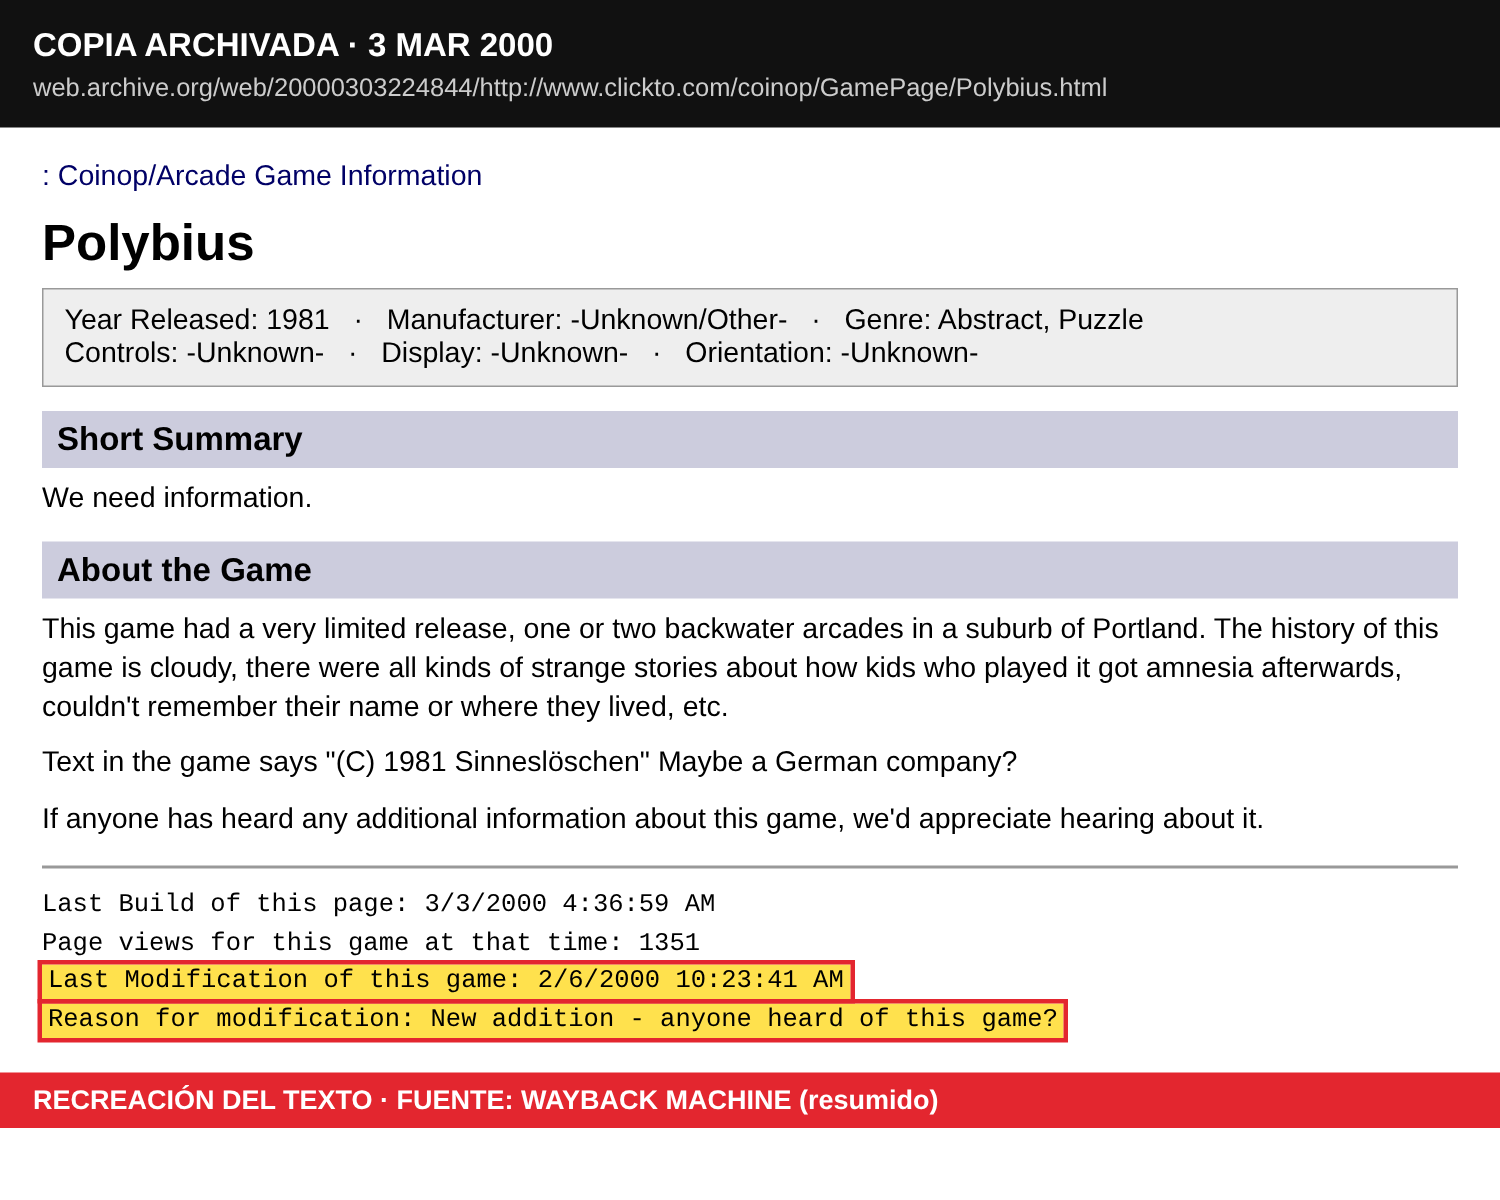 COPIA ARCHIVADA · 3 MAR 2000
web.archive.org/web/20000303224844/http://www.clickto.com/coinop/GamePage/Polybius.html
: Coinop/Arcade Game Information
Polybius
Year Released: 1981 · Manufacturer: -Unknown/Other- · Genre: Abstract, Puzzle
Controls: -Unknown- · Display: -Unknown- · Orientation: -Unknown-
Short Summary
We need information.
About the Game
This game had a very limited release, one or two backwater arcades in a suburb of Portland. The history of this
game is cloudy, there were all kinds of strange stories about how kids who played it got amnesia afterwards,
couldn't remember their name or where they lived, etc.
Text in the game says "(C) 1981 Sinneslöschen" Maybe a German company?
If anyone has heard any additional information about this game, we'd appreciate hearing about it.
Last Build of this page: 3/3/2000 4:36:59 AM
Page views for this game at that time: 1351
Last Modification of this game: 2/6/2000 10:23:41 AM
Reason for modification: New addition - anyone heard of this game?
RECREACIÓN DEL TEXTO · FUENTE: WAYBACK MACHINE (resumido)